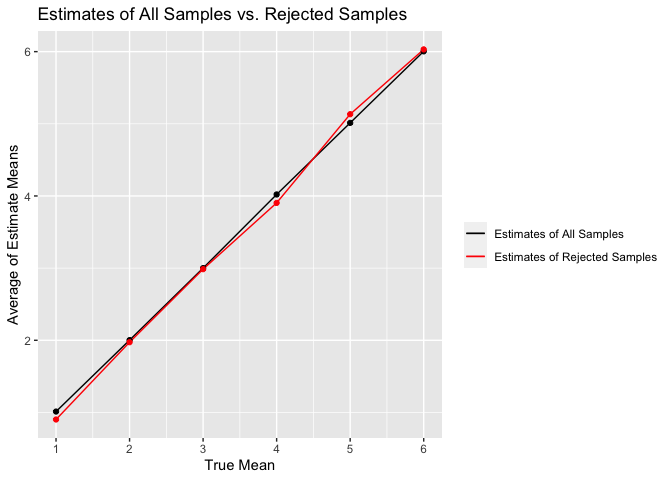 Estimates of All Samples vs. Rejected Samples
Average of Estimate Means
6
4
2
1 2 3 4 5 6
True Mean
Estimates of All Samples
Estimates of Rejected Samples